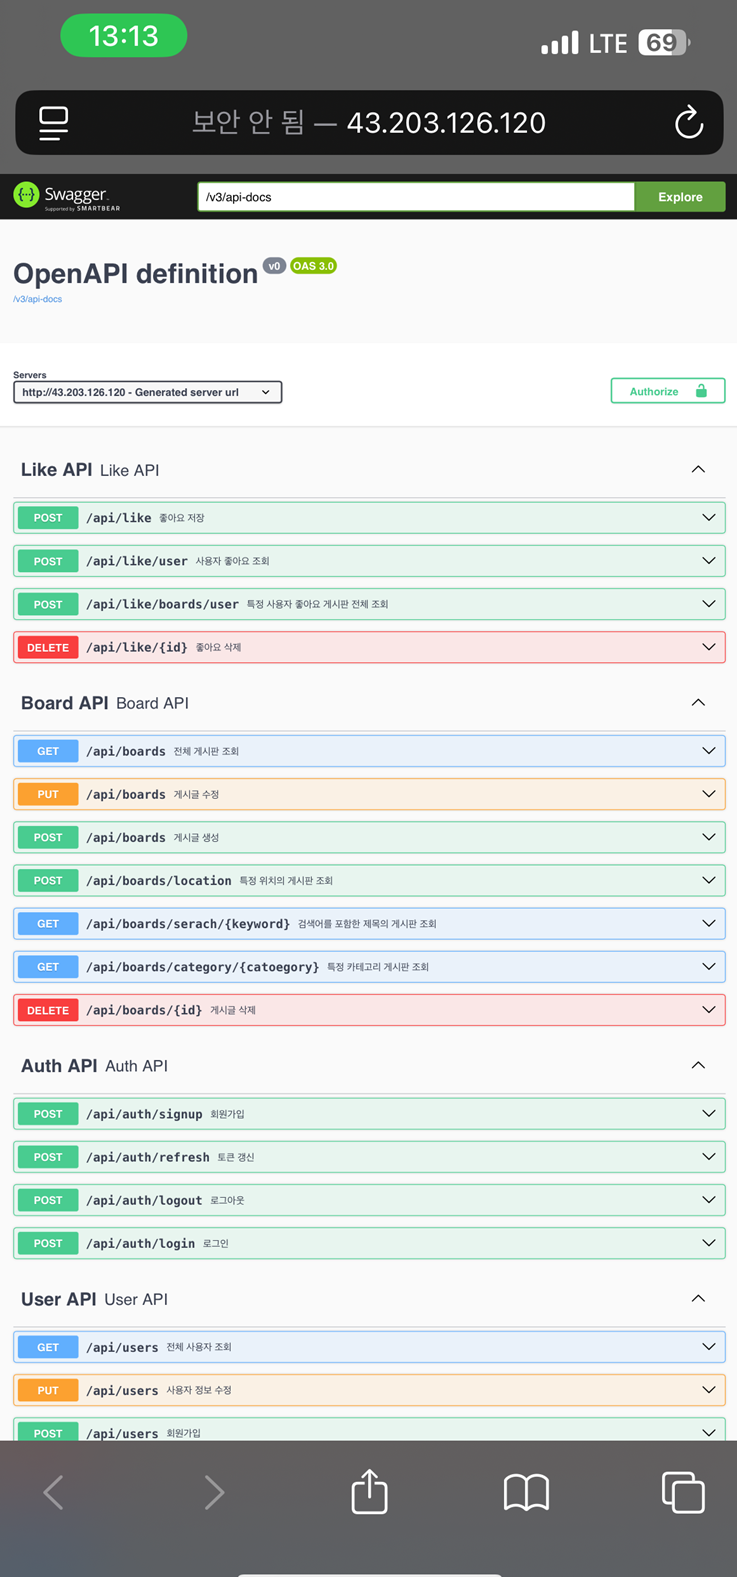 13:13
LTE 69
보안 안 됨 — 43.203.126.120
Swagger
Supported by SMARTBEAR
/v3/api-docs
Explore
OpenAPI definition v0 OAS 3.0
/v3/api-docs
Servers
http://43.203.126.120 - Generated server url
Authorize
Like API Like API
POST /api/like 좋아요 저장
POST /api/like/user 사용자 좋아요 조회
POST /api/like/boards/user 특정 사용자 좋아요 게시판 전체 조회
DELETE /api/like/{id} 좋아요 삭제
Board API Board API
GET /api/boards 전체 게시판 조회
PUT /api/boards 게시글 수정
POST /api/boards 게시글 생성
POST /api/boards/location 특정 위치의 게시판 조회
GET /api/boards/serach/{keyword} 검색어를 포함한 제목의 게시판 조회
GET /api/boards/category/{catoegory} 특정 카테고리 게시판 조회
DELETE /api/boards/{id} 게시글 삭제
Auth API Auth API
POST /api/auth/signup 회원가입
POST /api/auth/refresh 토큰 갱신
POST /api/auth/logout 로그아웃
POST /api/auth/login 로그인
User API User API
GET /api/users 전체 사용자 조회
PUT /api/users 사용자 정보 수정
POST /api/users 회원가입